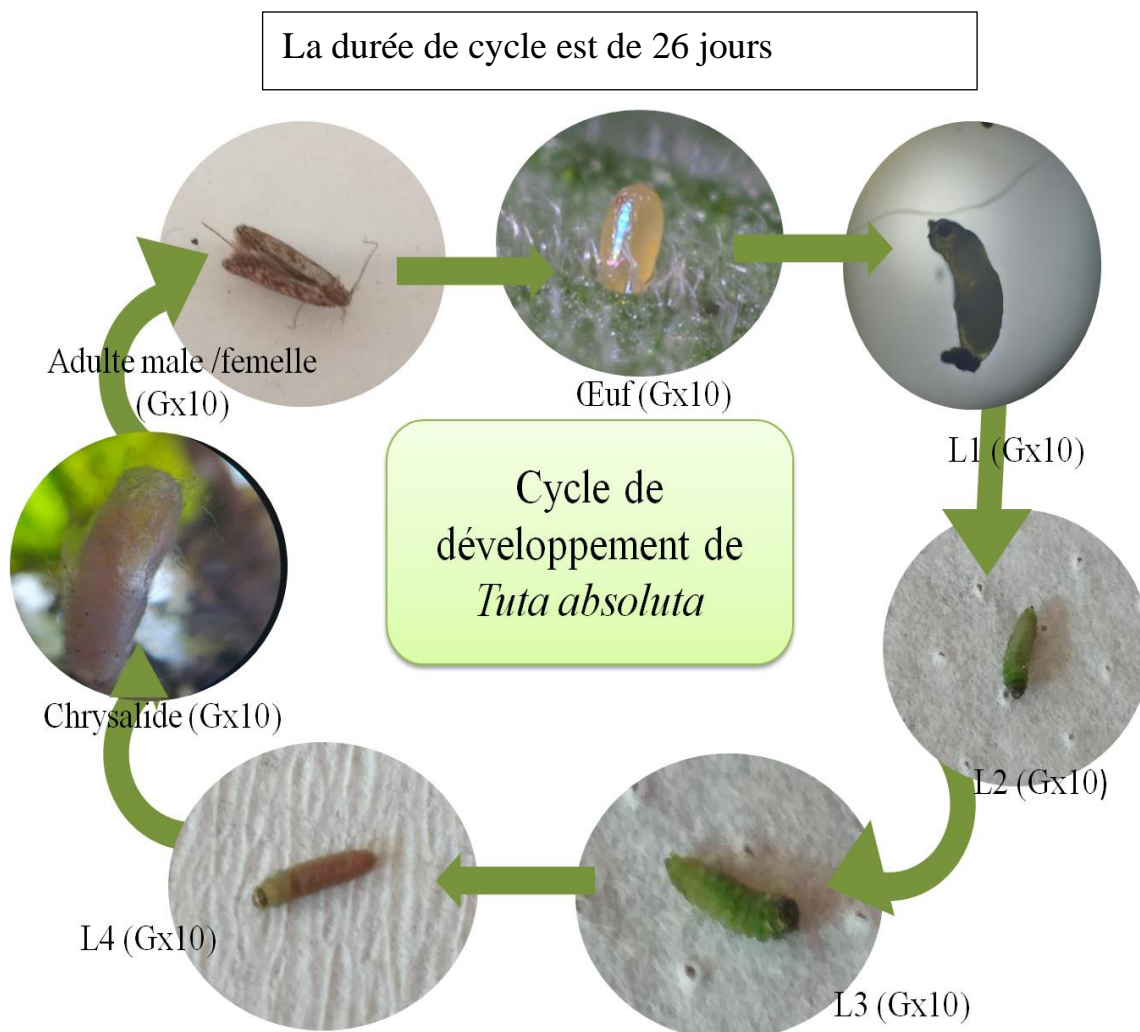 La durée de cycle est de 26 jours
Adulte male /femelle
(Gx10)
Œuf (Gx10)
L1 (Gx10)
Cycle de
développement de
Tuta absoluta
L2 (Gx10)
Chrysalide (Gx10)
L4 (Gx10)
L3 (Gx10)